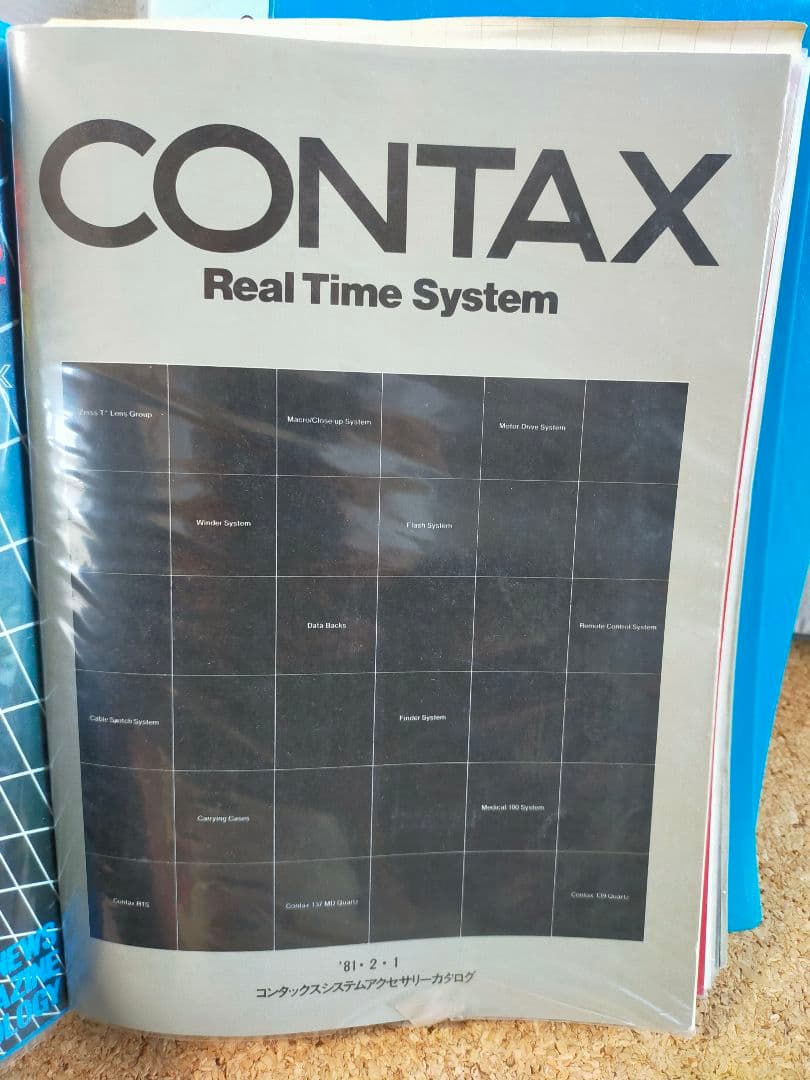 CONTAX
Real Time System
Zeiss T* Lens Group
Macro/Close-up System
Motor Drive System
Winder System
Flash System
Data Backs
Remote Control System
Cable Switch System
Finder System
Carrying Cases
Medical 100 System
Contax RTS
Contax 137 MD Quartz
Contax 139 Quartz
'81・2・1
コンタックスシステムアクセサリーカタログ
NEWS